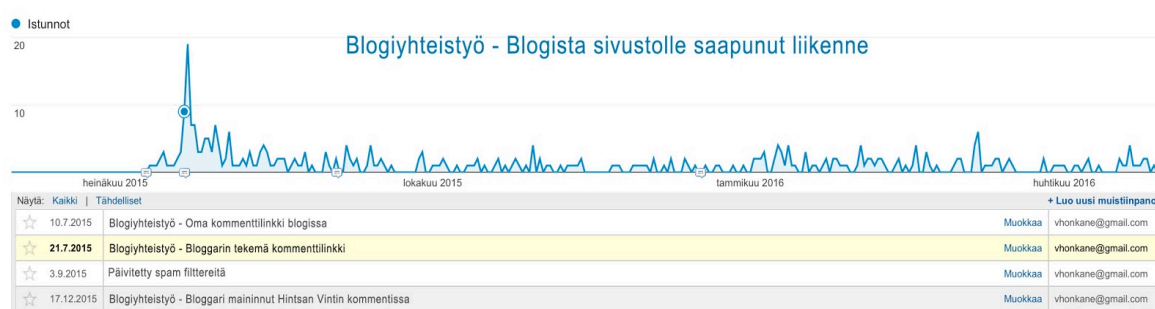 Istunnot
20
Blogiyhteistyö - Blogista sivustolle saapunut liikenne
10
heinäkuu 2015 lokakuu 2015 tammikuu 2016 huhtikuu 2016
Näytä: Kaikki | Tähdelliset + Luo uusi muistiinpano
10.7.2015 Blogiyhteistyö - Oma kommenttilinkki blogissa Muokkaa vhonkane@gmail.com
21.7.2015 Blogiyhteistyö - Bloggarin tekemä kommenttilinkki Muokkaa vhonkane@gmail.com
3.9.2015 Päivitetty spam filttereitä Muokkaa vhonkane@gmail.com
17.12.2015 Blogiyhteistyö - Bloggari maininnut Hintsan Vintin kommentissa Muokkaa vhonkane@gmail.com